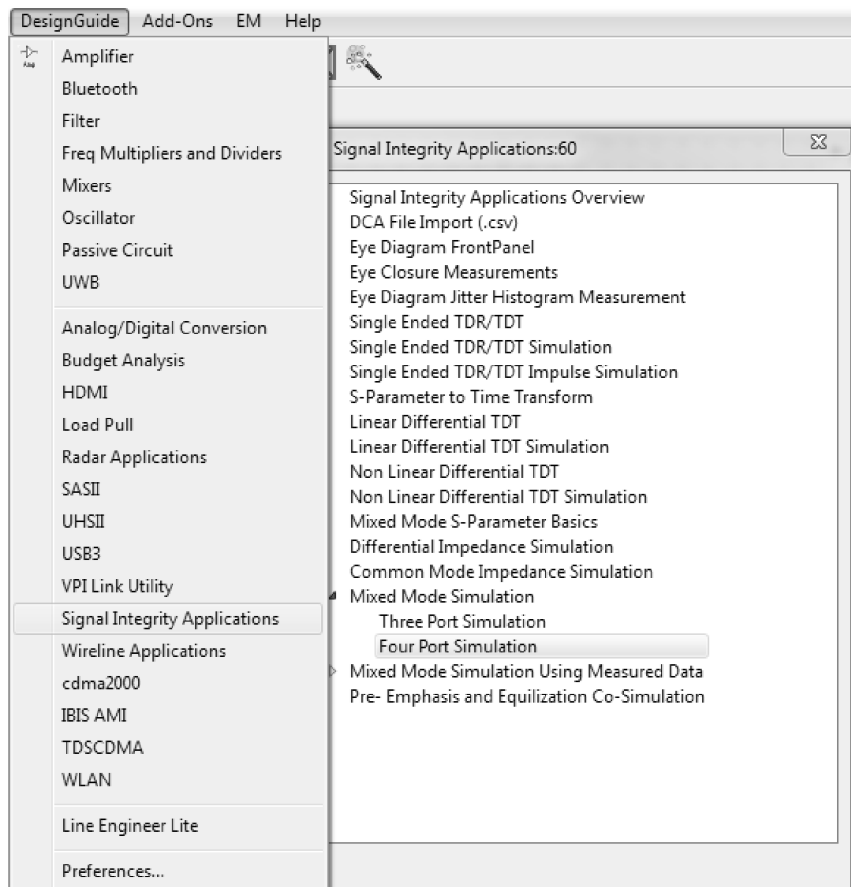 DesignGuide Add-Ons EM Help
Amplifier
Bluetooth
Filter
Freq Multipliers and Dividers
Mixers
Oscillator
Passive Circuit
UWB
Analog/Digital Conversion
Budget Analysis
HDMI
Load Pull
Radar Applications
SASII
UHSII
USB3
VPI Link Utility
Signal Integrity Applications
Wireline Applications
cdma2000
IBIS AMI
TDSCDMA
WLAN
Line Engineer Lite
Preferences...
Signal Integrity Applications:60
Signal Integrity Applications Overview
DCA File Import (.csv)
Eye Diagram FrontPanel
Eye Closure Measurements
Eye Diagram Jitter Histogram Measurement
Single Ended TDR/TDT
Single Ended TDR/TDT Simulation
Single Ended TDR/TDT Impulse Simulation
S-Parameter to Time Transform
Linear Differential TDT
Linear Differential TDT Simulation
Non Linear Differential TDT
Non Linear Differential TDT Simulation
Mixed Mode S-Parameter Basics
Differential Impedance Simulation
Common Mode Impedance Simulation
Mixed Mode Simulation
Three Port Simulation
Four Port Simulation
Mixed Mode Simulation Using Measured Data
Pre- Emphasis and Equilization Co-Simulation